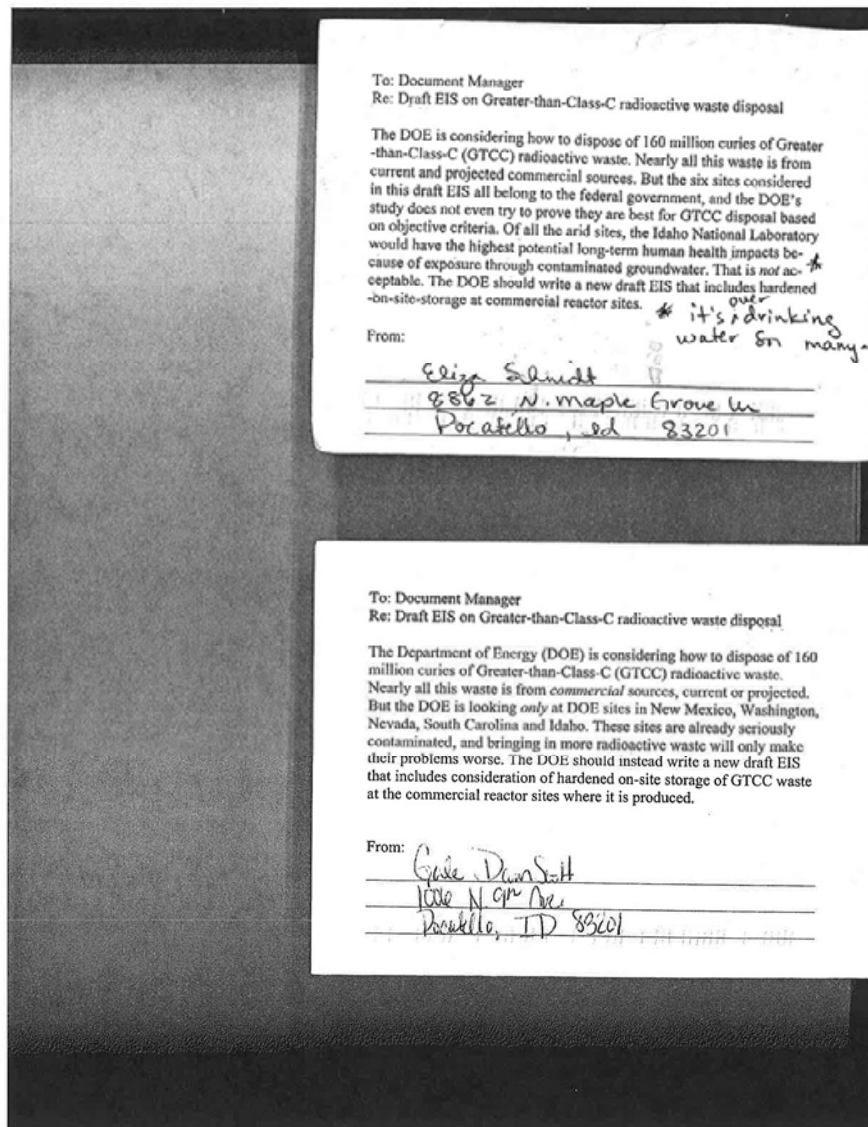 To: Document Manager
Re: Draft EIS on Greater-than-Class-C radioactive waste disposal
The DOE is considering how to dispose of 160 million curies of Greater
-than-Class-C (GTCC) radioactive waste. Nearly all this waste is from
current and projected commercial sources. But the six sites considered
in this draft EIS all belong to the federal government, and the DOE's
study does not even try to prove they are best for GTCC disposal based
on objective criteria. Of all the arid sites, the Idaho National Laboratory
would have the highest potential long-term human health impacts be- *
cause of exposure through contaminated groundwater. That is not ac-
ceptable. The DOE should write a new draft EIS that includes hardened
-on-site-storage at commercial reactor sites.
* it's over drinking
water for many-
From:
Eliza Schmidt
8862 N. Maple Grove Ln
Pocatello, id 83201
To: Document Manager
Re: Draft EIS on Greater-than-Class-C radioactive waste disposal
The Department of Energy (DOE) is considering how to dispose of 160
million curies of Greater-than-Class-C (GTCC) radioactive waste.
Nearly all this waste is from commercial sources, current or projected.
But the DOE is looking only at DOE sites in New Mexico, Washington,
Nevada, South Carolina and Idaho. These sites are already seriously
contaminated, and bringing in more radioactive waste will only make
their problems worse. The DOE should instead write a new draft EIS
that includes consideration of hardened on-site storage of GTCC waste
at the commercial reactor sites where it is produced.
From:
Gale Dawn Scott
1006 N. 9th Ave.
Pocatello, ID 83201